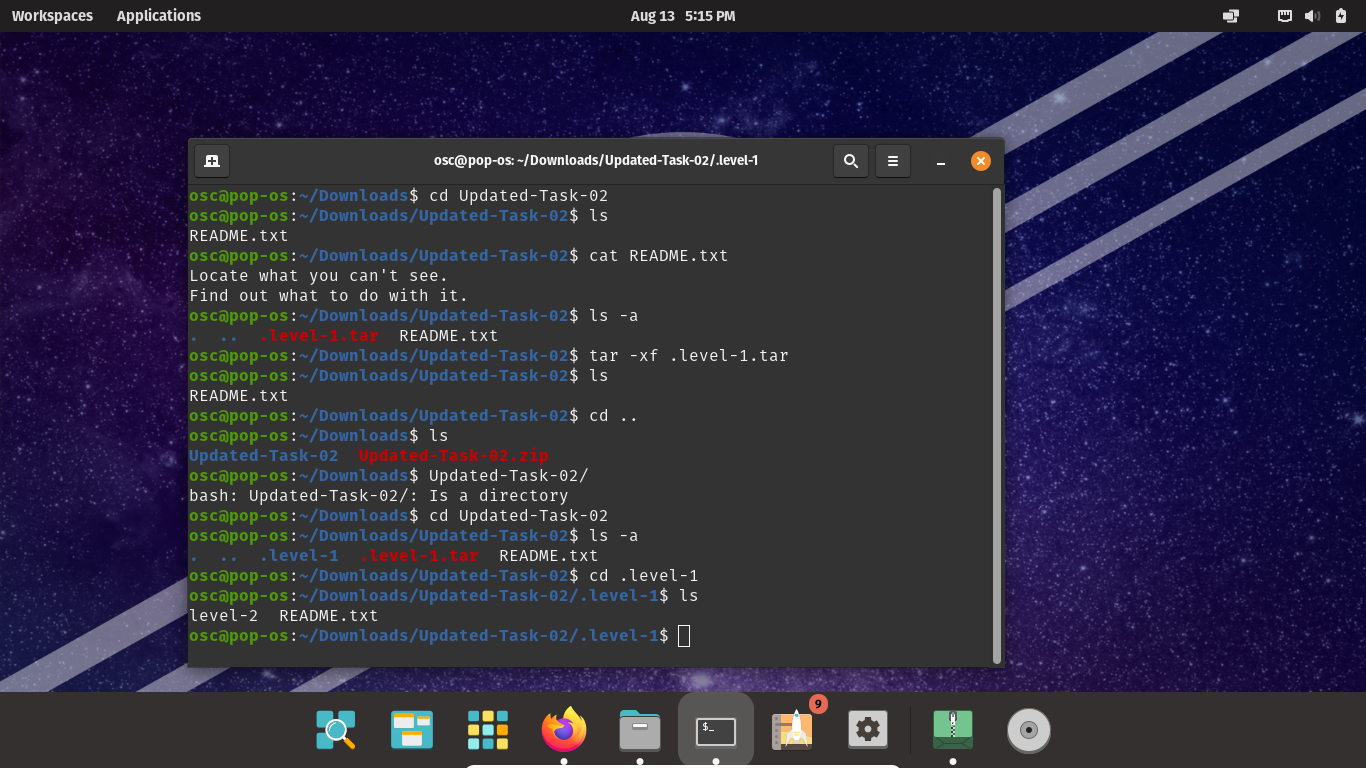 Workspaces Applications Aug 13 5:15 PM
osc@pop-os: ~/Downloads/Updated-Task-02/.level-1
osc@pop-os:~/Downloads$ cd Updated-Task-02
osc@pop-os:~/Downloads/Updated-Task-02$ ls
README.txt
osc@pop-os:~/Downloads/Updated-Task-02$ cat README.txt
Locate what you can't see.
Find out what to do with it.
osc@pop-os:~/Downloads/Updated-Task-02$ ls -a
. .. .level-1.tar README.txt
osc@pop-os:~/Downloads/Updated-Task-02$ tar -xf .level-1.tar
osc@pop-os:~/Downloads/Updated-Task-02$ ls
README.txt
osc@pop-os:~/Downloads/Updated-Task-02$ cd ..
osc@pop-os:~/Downloads$ ls
Updated-Task-02 Updated-Task-02.zip
osc@pop-os:~/Downloads$ Updated-Task-02/
bash: Updated-Task-02/: Is a directory
osc@pop-os:~/Downloads$ cd Updated-Task-02
osc@pop-os:~/Downloads/Updated-Task-02$ ls -a
. .. .level-1 .level-1.tar README.txt
osc@pop-os:~/Downloads/Updated-Task-02$ cd .level-1
osc@pop-os:~/Downloads/Updated-Task-02/.level-1$ ls
level-2 README.txt
osc@pop-os:~/Downloads/Updated-Task-02/.level-1$
$_
9